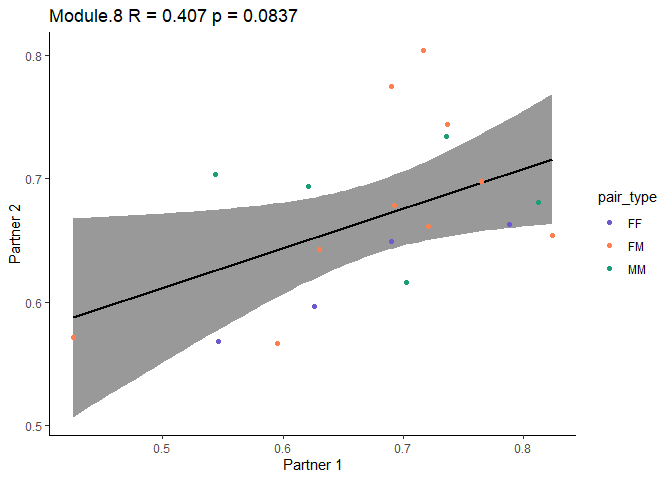 Module.8 R = 0.407 p = 0.0837
0.8
0.7
0.6
0.5
Partner 2
0.5
0.6
0.7
0.8
Partner 1
pair_type
FF
FM
MM